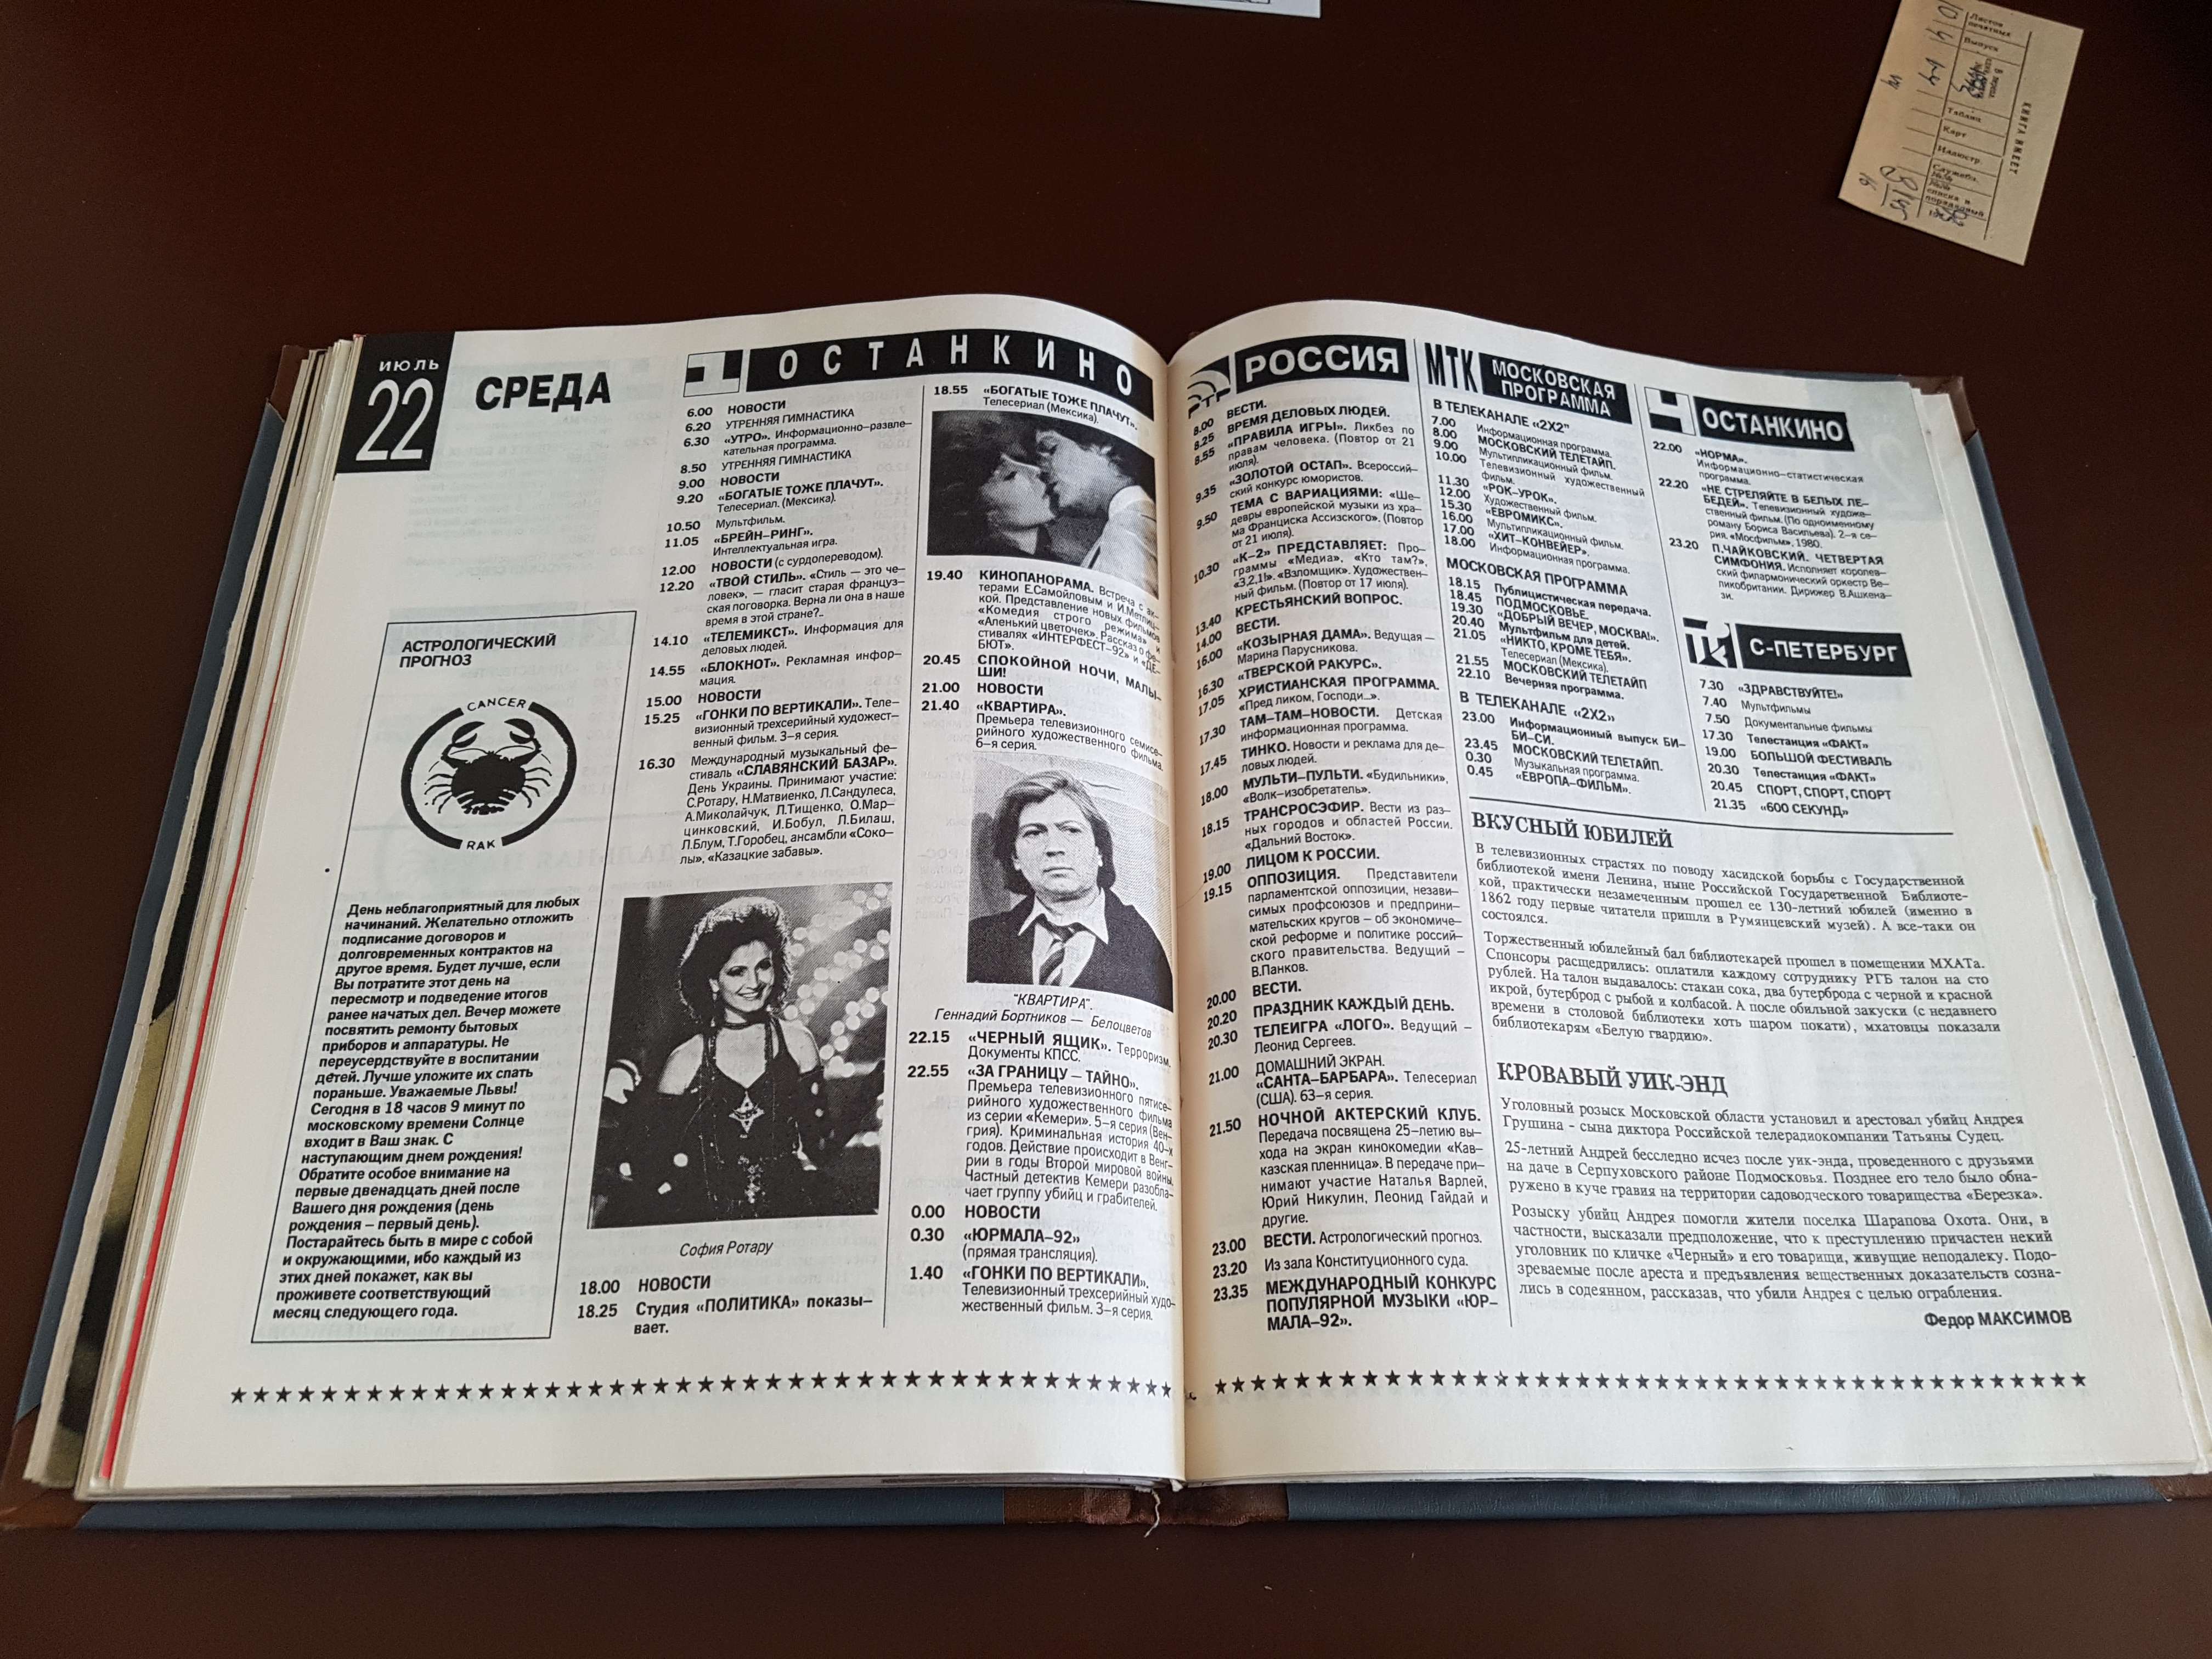 ИЮЛЬ
22
СРЕДА
АСТРОЛОГИЧЕСКИЙ
ПРОГНОЗ
CANCER
RAK
День неблагоприятный для любых
начинаний. Желательно отложить
подписание договоров и
долговременных контрактов на
другое время. Будет лучше, если
Вы потратите этот день на
пересмотр и подведение итогов
ранее начатых дел. Вечер можете
посвятить ремонту бытовых
приборов и аппаратуры. Не
переусердствуйте в воспитании
детей. Лучше уложите их спать
пораньше. Уважаемые Львы!
Сегодня в 18 часов 9 минут по
московскому времени Солнце
входит в Ваш знак. С
наступающим днем рождения!
Обратите особое внимание на
первые двенадцать дней после
Вашего дня рождения (день
рождения – первый день).
Постарайтесь быть в мире с собой
и окружающими, ибо каждый из
этих дней покажет, как вы
проживете соответствующий
месяц следующего года.
1 ОСТАНКИНО
6.00 НОВОСТИ
6.20 УТРЕННЯЯ ГИМНАСТИКА
6.30 «УТРО». Информационно–развле–
кательная программа.
8.50 УТРЕННЯЯ ГИМНАСТИКА
9.00 НОВОСТИ
9.20 «БОГАТЫЕ ТОЖЕ ПЛАЧУТ».
Телесериал. (Мексика).
10.50 Мультфильм.
11.05 «БРЕЙН–РИНГ».
Интеллектуальная игра.
12.00 НОВОСТИ (с сурдопереводом).
12.20 «ТВОЙ СТИЛЬ». «Стиль — это че–
ловек», — гласит старая француз–
ская поговорка. Верна ли она в наше
время в этой стране?..
14.10 «ТЕЛЕМИКСТ». Информация для
деловых людей.
14.55 «БЛОКНОТ». Рекламная инфор–
мация.
15.00 НОВОСТИ
15.25 «ГОНКИ ПО ВЕРТИКАЛИ». Теле–
визионный трехсерийный художест–
венный фильм. 3–я серия.
16.30 Международный музыкальный фе–
стиваль «СЛАВЯНСКИЙ БАЗАР».
День Украины. Принимают участие:
С.Ротару, Н.Матвиенко, Л.Сандулеса,
А.Миколайчук, Л.Тищенко, О.Мар–
цинковский, И.Бобул, Л.Билаш,
Л.Блум, Т.Горобец, ансамбли «Соко–
лы», «Казацкие забавы».
София Ротару
18.00 НОВОСТИ
18.25 Студия «ПОЛИТИКА» показы–
вает.
18.55 «БОГАТЫЕ ТОЖЕ ПЛАЧУТ».
Телесериал (Мексика).
19.40 КИНОПАНОРАМА. Встреча с ак–
терами Е.Самойловым и И.Метлиц–
кой. Представление новых фильмов
«Комедия строго режима» и
«Аленький цветочек». Рассказ о фе–
стивалях «ИНТЕРФЕСТ–92» и «ДЕ–
БЮТ».
20.45 СПОКОЙНОЙ НОЧИ, МАЛЫ–
ШИ!
21.00 НОВОСТИ
21.40 «КВАРТИРА».
Премьера телевизионного семисе–
рийного художественного фильма.
6–я серия.
"КВАРТИРА".
Геннадий Бортников — Белоцветов
22.15 «ЧЕРНЫЙ ЯЩИК». Терроризм.
Документы КПСС.
22.55 «ЗА ГРАНИЦУ – ТАЙНО».
Премьера телевизионного пятисе–
рийного художественного фильма
из серии «Кемери». 5–я серия (Вен–
грия). Криминальная история 40–х
годов. Действие происходит в Венг–
рии в годы Второй мировой войны.
Частный детектив Кемери разобла–
чает группу убийц и грабителей.
0.00 НОВОСТИ
0.30 «ЮРМАЛА–92»
(прямая трансляция).
1.40 «ГОНКИ ПО ВЕРТИКАЛИ».
Телевизионный трехсерийный худо–
жественный фильм. 3–я серия.
РТР РОССИЯ
8.00 ВЕСТИ.
8.25 ВРЕМЯ ДЕЛОВЫХ ЛЮДЕЙ.
8.55 «ПРАВИЛА ИГРЫ». Ликбез по
правам человека. (Повтор от 21
июля).
9.35 «ЗОЛОТОЙ ОСТАП». Всероссий–
ский конкурс юмористов.
9.50 ТЕМА С ВАРИАЦИЯМИ: «Ше–
девры европейской музыки из хра–
ма Франциска Ассизского». (Повтор
от 21 июля).
10.30 «К–2» ПРЕДСТАВЛЯЕТ: Про–
граммы «Медиа», «Кто там?»,
«3,2,1!». «Взломщик». Художествен–
ный фильм. (Повтор от 17 июля).
13.40 КРЕСТЬЯНСКИЙ ВОПРОС.
14.00 ВЕСТИ.
16.00 «КОЗЫРНАЯ ДАМА». Ведущая —
Марина Парусникова.
16.30 «ТВЕРСКОЙ РАКУРС».
17.05 ХРИСТИАНСКАЯ ПРОГРАММА.
«Пред ликом, Господи...».
17.30 ТАМ–ТАМ–НОВОСТИ. Детская
информационная программа.
17.45 ТИНКО. Новости и реклама для де–
ловых людей.
18.00 МУЛЬТИ–ПУЛЬТИ. «Будильники»,
«Волк–изобретатель».
18.15 ТРАНСРОСЭФИР. Вести из раз–
ных городов и областей России.
«Дальний Восток».
19.00 ЛИЦОМ К РОССИИ.
19.15 ОППОЗИЦИЯ. Представители
парламентской оппозиции, незави–
симых профсоюзов и предприни–
мательских кругов – об экономиче–
ской реформе и политике россий–
ского правительства. Ведущий –
В.Панков.
20.00 ВЕСТИ.
20.20 ПРАЗДНИК КАЖДЫЙ ДЕНЬ.
20.30 ТЕЛЕИГРА «ЛОГО». Ведущий –
Леонид Сергеев.
21.00 ДОМАШНИЙ ЭКРАН.
«САНТА–БАРБАРА». Телесериал
(США). 63–я серия.
21.50 НОЧНОЙ АКТЕРСКИЙ КЛУБ.
Передача посвящена 25–летию вы–
хода на экран кинокомедии «Кав–
казская пленница». В передаче при–
нимают участие Наталья Варлей,
Юрий Никулин, Леонид Гайдай и
другие.
23.00 ВЕСТИ. Астрологический прогноз.
23.20 Из зала Конституционного суда.
23.35 МЕЖДУНАРОДНЫЙ КОНКУРС
ПОПУЛЯРНОЙ МУЗЫКИ «ЮР–
МАЛА–92».
МТК МОСКОВСКАЯ
ПРОГРАММА
В ТЕЛЕКАНАЛЕ «2X2”
7.00 Информационная программа.
8.00 МОСКОВСКИЙ ТЕЛЕТАЙП.
9.00 Мультипликационный фильм.
10.00 Телевизионный художественный
фильм.
11.30 «РОК–УРОК».
12.00 Художественный фильм.
15.30 «ЕВРОМИКС».
16.00 Мультипликационный фильм.
17.00 «ХИТ–КОНВЕЙЕР».
18.00 Информационная программа.
МОСКОВСКАЯ ПРОГРАММА
18.15 Публицистическая передача.
18.45 ПОДМОСКОВЬЕ.
19.30 «ДОБРЫЙ ВЕЧЕР, МОСКВА!».
20.40 Мультфильм для детей.
21.05 «НИКТО, КРОМЕ ТЕБЯ».
Телесериал (Мексика).
21.55 МОСКОВСКИЙ ТЕЛЕТАЙП
22.10 Вечерняя программа.
В ТЕЛЕКАНАЛЕ «2X2»
23.00 Информационный выпуск БИ–
БИ–СИ.
23.45 МОСКОВСКИЙ ТЕЛЕТАЙП.
0.30 Музыкальная программа.
0.45 «ЕВРОПА–ФИЛЬМ».
4 ОСТАНКИНО
22.00 «НОРМА».
Информационно–статистическая
программа.
22.20 «НЕ СТРЕЛЯЙТЕ В БЕЛЫХ ЛЕ–
БЕДЕЙ». Телевизионный художе–
ственный фильм. (По одноименному
роману Бориса Васильева). 2–я се–
рия. «Мосфильм», 1980.
23.20 П.ЧАЙКОВСКИЙ. ЧЕТВЕРТАЯ
СИМФОНИЯ. Исполняет королев–
ский филармонический оркестр Ве–
ликобритании. Дирижер В.Ашкена–
зи.
С-ПЕТЕРБУРГ
7.30 «ЗДРАВСТВУЙТЕ!»
7.40 Мультфильмы
7.50 Документальные фильмы
17.30 Телестанция «ФАКТ»
19.00 БОЛЬШОЙ ФЕСТИВАЛЬ
20.30 Телестанция «ФАКТ»
20.45 СПОРТ, СПОРТ, СПОРТ
21.35 «600 СЕКУНД»
ВКУСНЫЙ ЮБИЛЕЙ
В телевизионных страстях по поводу хасидской борьбы с Государственной
библиотекой имени Ленина, ныне Российской Государственной Библиоте-
кой, практически незамеченным прошел ее 130-летний юбилей (именно в
1862 году первые читатели пришли в Румянцевский музей). А все-таки он
состоялся.
Торжественный юбилейный бал библиотекарей прошел в помещении МХАТа.
Спонсоры расщедрились: оплатили каждому сотруднику РГБ талон на сто
рублей. На талон выдавалось: стакан сока, два бутерброда с черной и красной
икрой, бутерброд с рыбой и колбасой. А после обильной закуски (с недавнего
времени в столовой библиотеки хоть шаром покати), мхатовцы показали
библиотекарям «Белую гвардию».
КРОВАВЫЙ УИК-ЭНД
Уголовный розыск Московской области установил и арестовал убийц Андрея
Грушина - сына диктора Российской телерадиокомпании Татьяны Судец.
25-летний Андрей бесследно исчез после уик-энда, проведенного с друзьями
на даче в Серпуховском районе Подмосковья. Позднее его тело было обна-
ружено в куче гравия на территории садоводческого товарищества «Березка».
Розыску убийц Андрея помогли жители поселка Шарапова Охота. Они, в
частности, высказали предположение, что к преступлению причастен некий
уголовник по кличке «Черный» и его товарищи, живущие неподалеку. Подо-
зреваемые после ареста и предъявления вещественных доказательств созна-
лись в содеянном, рассказав, что убили Андрея с целью ограбления.
Федор МАКСИМОВ
КНИГА ИМЕЕТ
Листов
печатных
Выпуск
Таблиц
Карт
Иллюстр.
Служебн.
списка и
порядковый